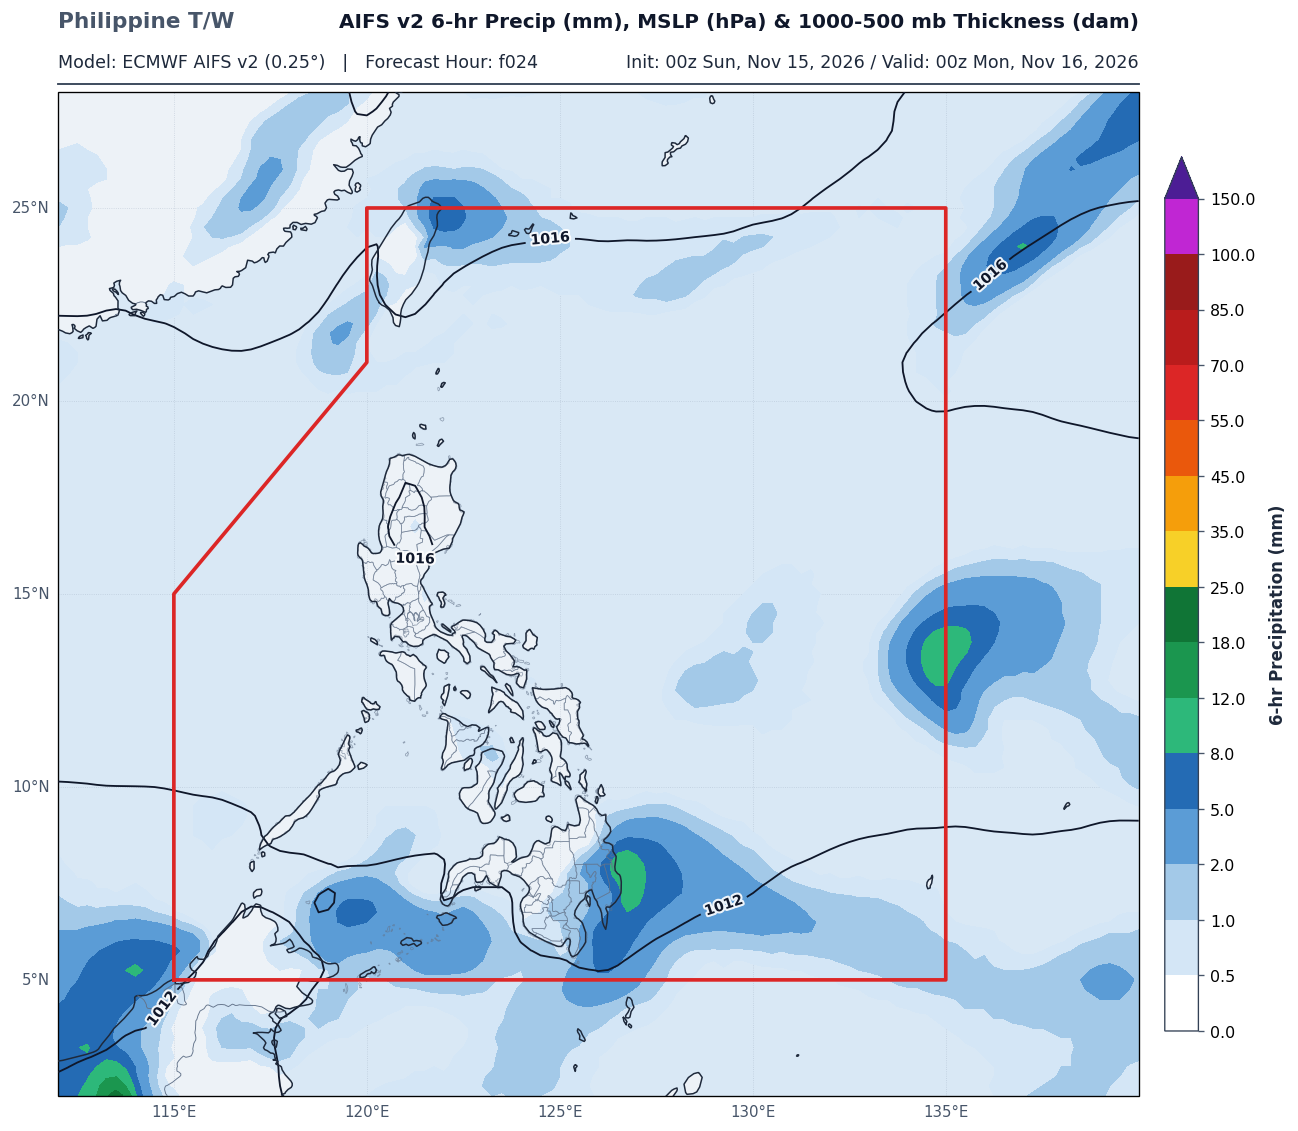 Philippine T/W
AIFS v2 6-hr Precip (mm), MSLP (hPa) & 1000-500 mb Thickness (dam)
Model: ECMWF AIFS v2 (0.25°) | Forecast Hour: f024
Init: 00z Sun, Nov 15, 2026 / Valid: 00z Mon, Nov 16, 2026
25°N
20°N
15°N
10°N
5°N
115°E
120°E
125°E
130°E
135°E
1016
1016
1016
1012
1012
150.0
100.0
85.0
70.0
55.0
45.0
35.0
25.0
18.0
12.0
8.0
5.0
2.0
1.0
0.5
0.0
6-hr Precipitation (mm)